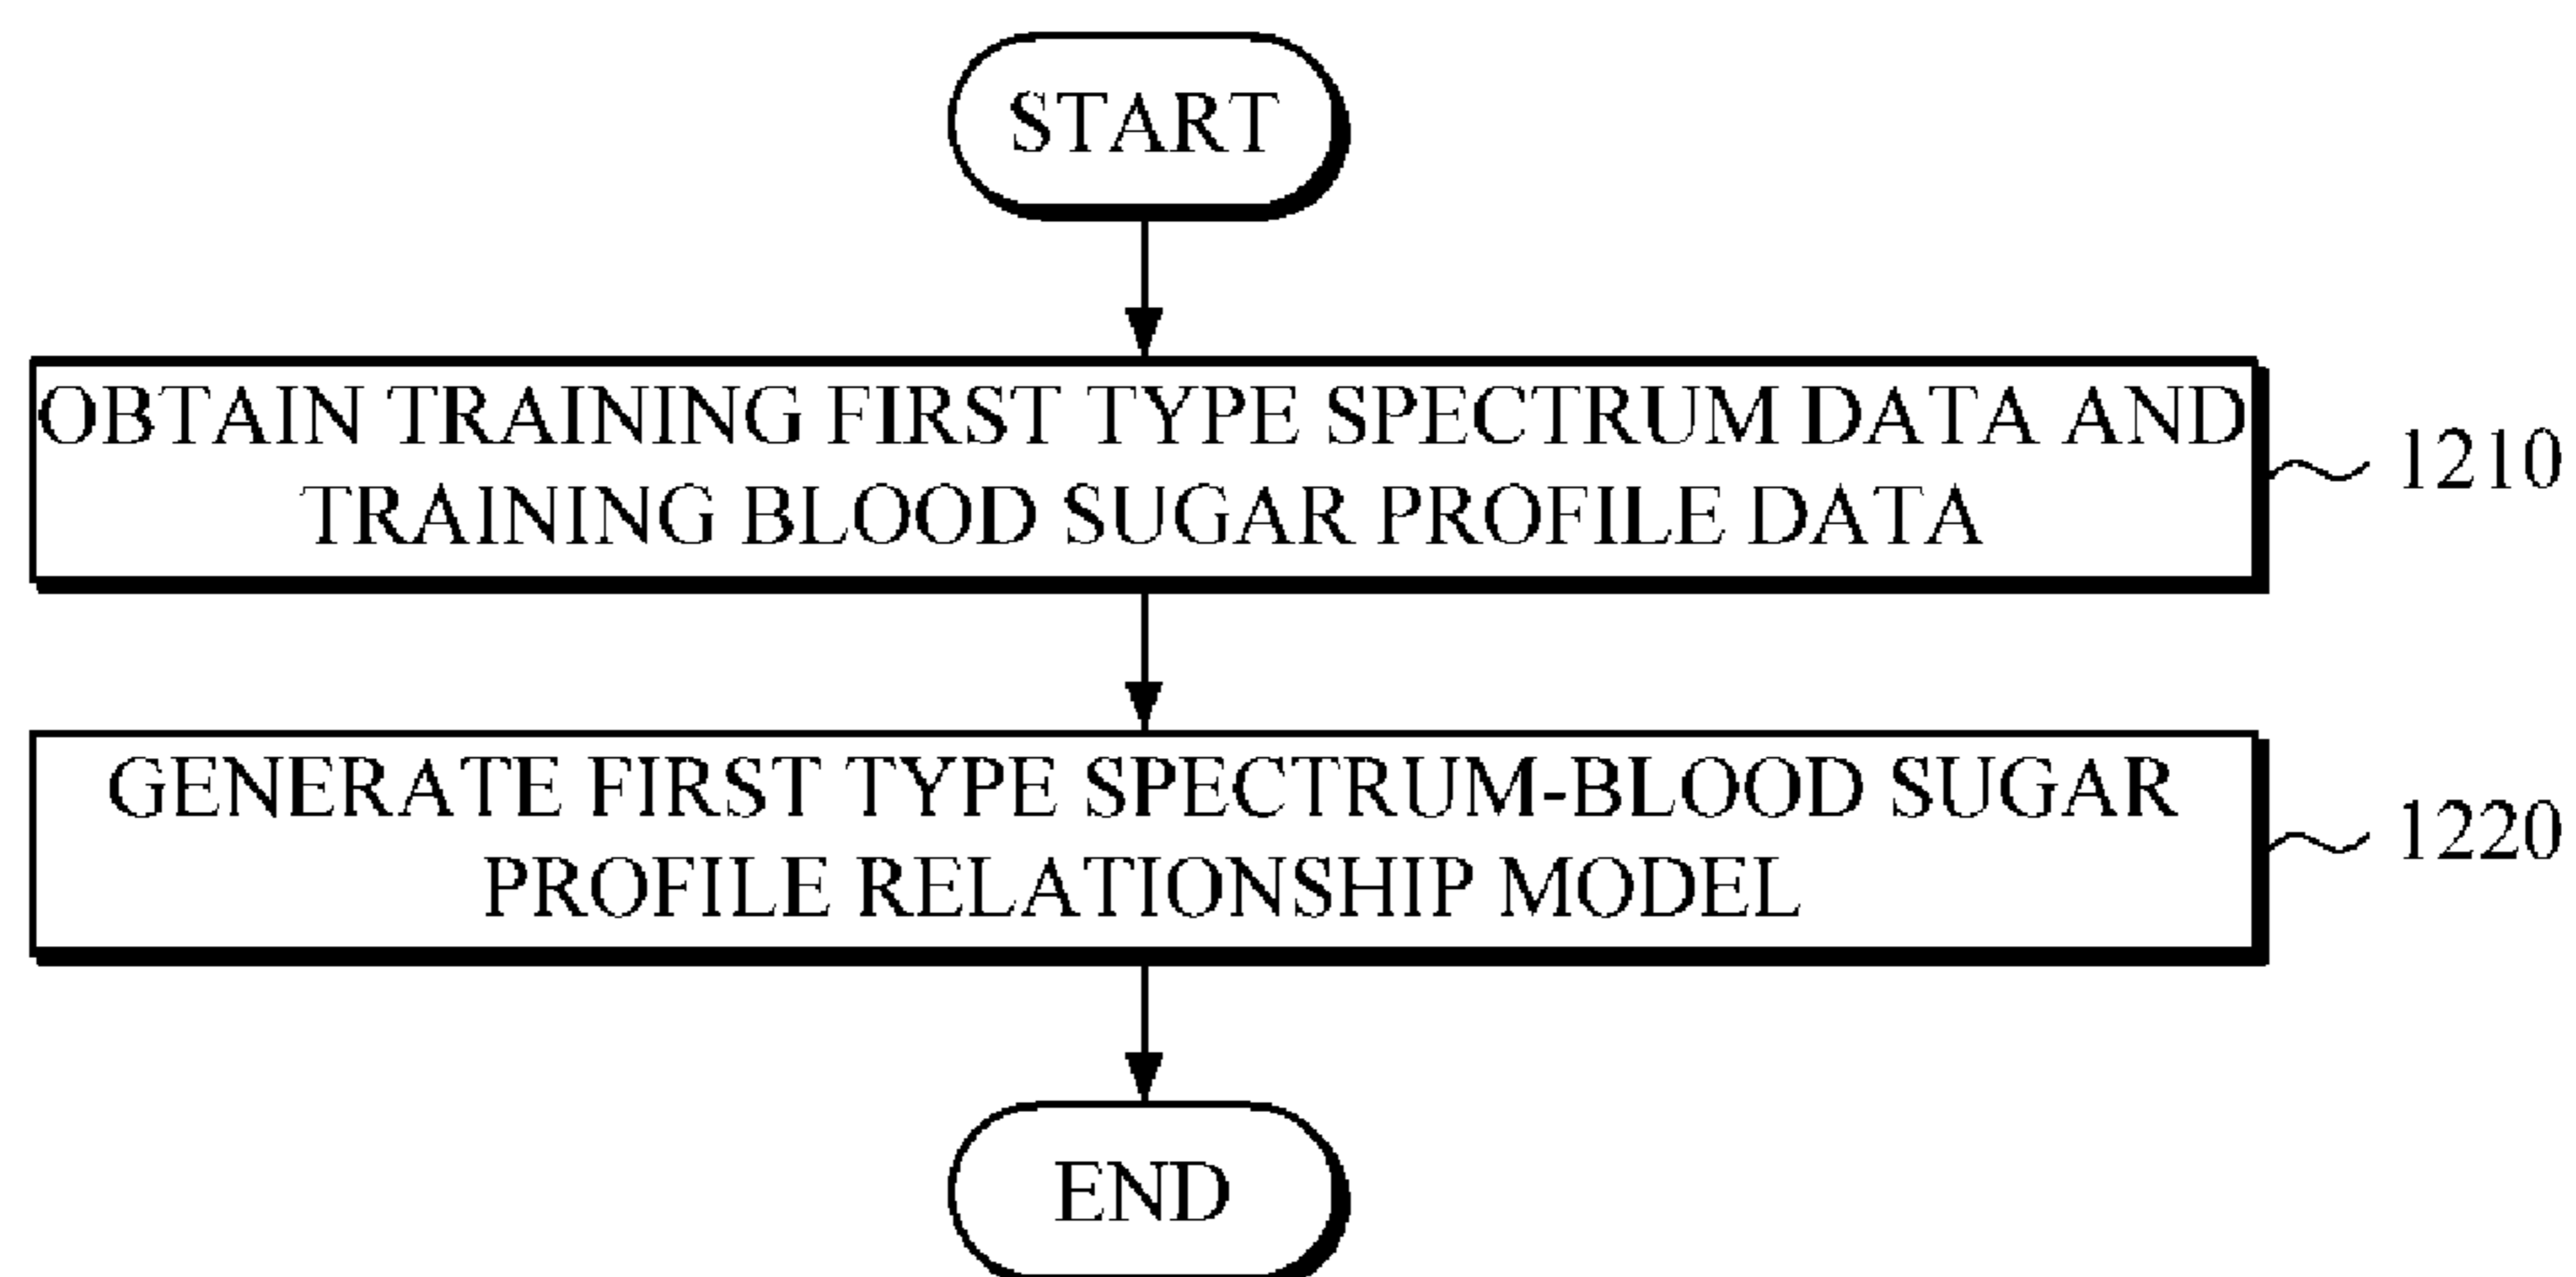 START
OBTAIN TRAINING FIRST TYPE SPECTRUM DATA AND
TRAINING BLOOD SUGAR PROFILE DATA
1210
GENERATE FIRST TYPE SPECTRUM-BLOOD SUGAR
PROFILE RELATIONSHIP MODEL
1220
END